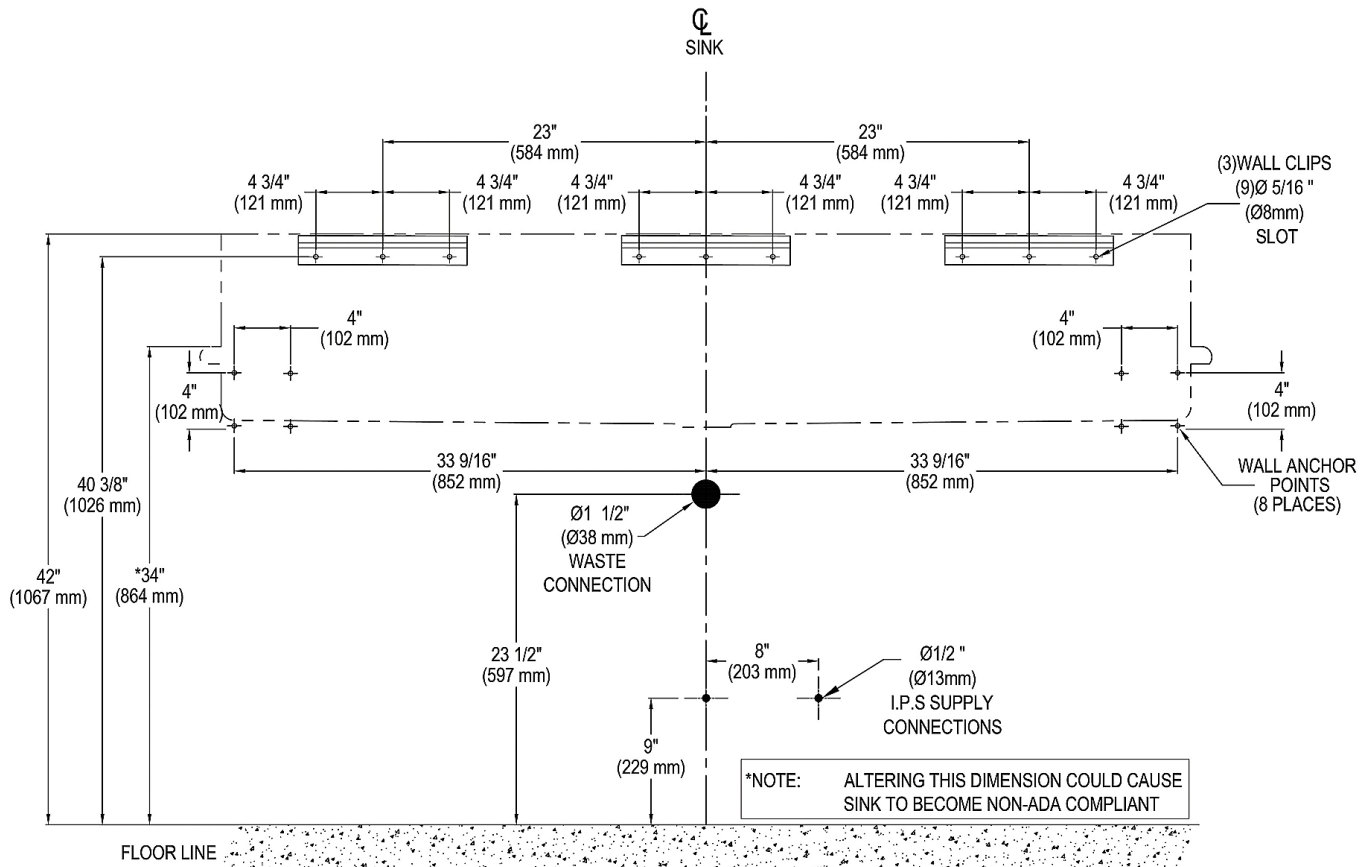 ℄
SINK
23"
(584 mm)
23"
(584 mm)
4 3/4"
(121 mm)
4 3/4"
(121 mm)
4 3/4"
(121 mm)
4 3/4"
(121 mm)
4 3/4"
(121 mm)
4 3/4"
(121 mm)
(3)WALL CLIPS
(9)Ø 5/16 "
(Ø8mm)
SLOT
4"
(102 mm)
4"
(102 mm)
4"
(102 mm)
4"
(102 mm)
33 9/16"
(852 mm)
33 9/16"
(852 mm)
WALL ANCHOR
POINTS
(8 PLACES)
40 3/8"
(1026 mm)
Ø1 1/2"
(Ø38 mm)
WASTE
CONNECTION
42"
(1067 mm)
*34"
(864 mm)
23 1/2"
(597 mm)
8"
(203 mm)
Ø1/2 "
(Ø13mm)
I.P.S SUPPLY
CONNECTIONS
9"
(229 mm)
*NOTE: ALTERING THIS DIMENSION COULD CAUSE
SINK TO BECOME NON-ADA COMPLIANT
FLOOR LINE